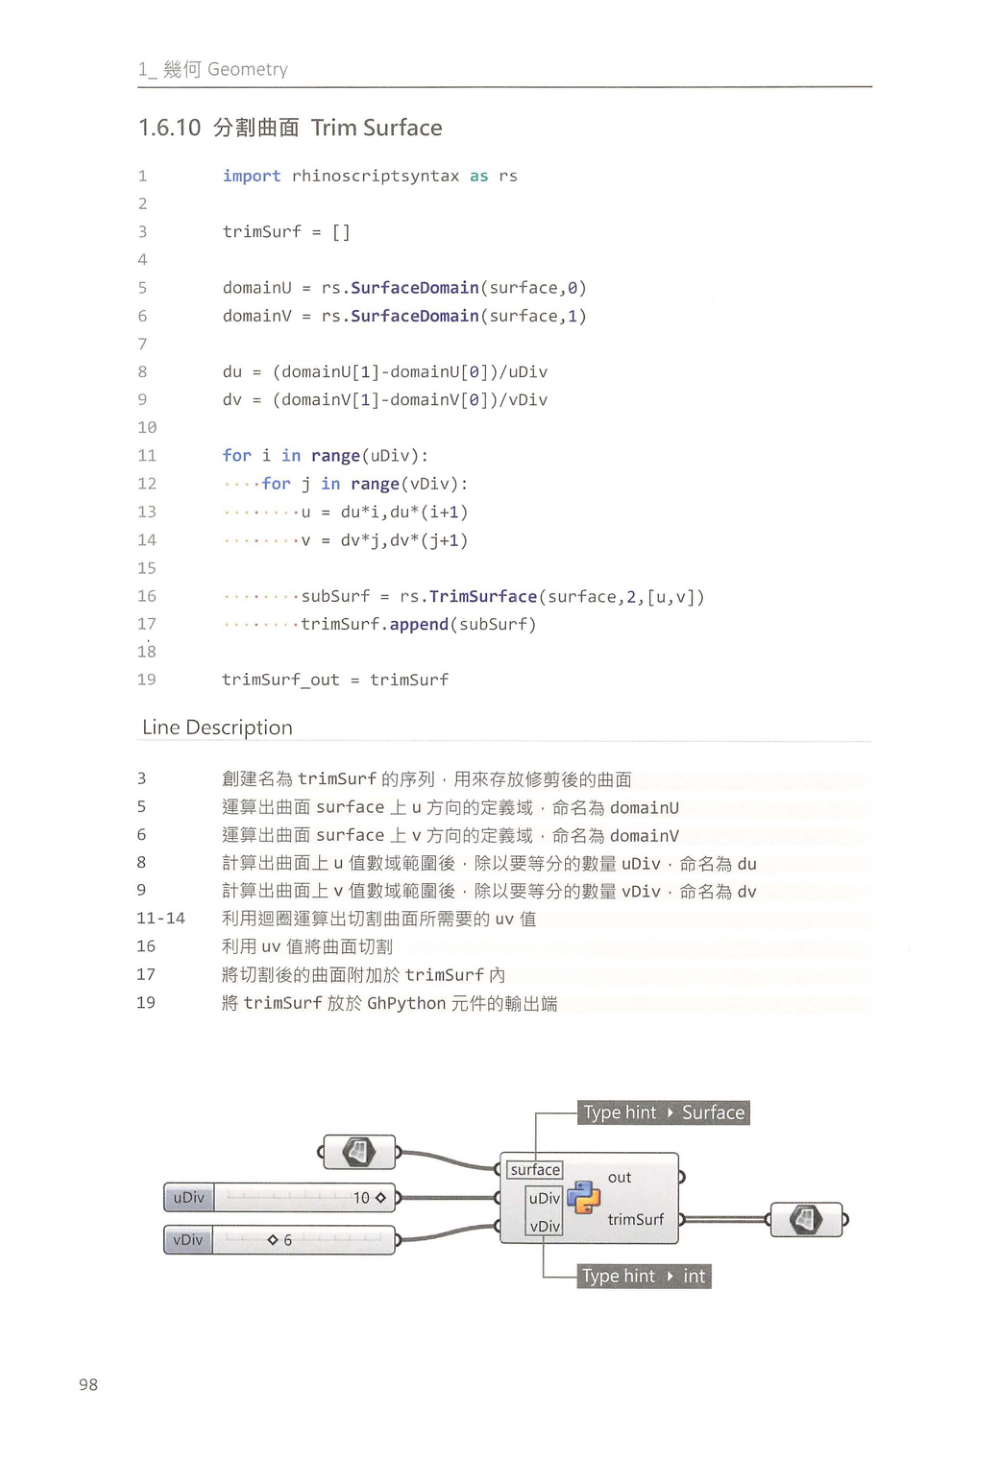 1_ 幾何 Geometry
1.6.10 分割曲面 Trim Surface
1 import rhinoscriptsyntax as rs
2
3 trimSurf = []
4
5 domainU = rs.SurfaceDomain(surface,0)
6 domainV = rs.SurfaceDomain(surface,1)
7
8 du = (domainU[1]-domainU[0])/uDiv
9 dv = (domainV[1]-domainV[0])/vDiv
10
11 for i in range(uDiv):
12 ····for j in range(vDiv):
13 ········u = du*i,du*(i+1)
14 ········v = dv*j,dv*(j+1)
15
16 ········subSurf = rs.TrimSurface(surface,2,[u,v])
17 ········trimSurf.append(subSurf)
18
19 trimSurf_out = trimSurf
Line Description
3 創建名為 trimSurf 的序列，用來存放修剪後的曲面
5 運算出曲面 surface 上 u 方向的定義域，命名為 domainU
6 運算出曲面 surface 上 v 方向的定義域，命名為 domainV
8 計算出曲面上 u 值數域範圍後，除以要等分的數量 uDiv，命名為 du
9 計算出曲面上 v 值數域範圍後，除以要等分的數量 vDiv，命名為 dv
11-14 利用迴圈運算出切割曲面所需要的 uv 值
16 利用 uv 值將曲面切割
17 將切割後的曲面附加於 trimSurf 內
19 將 trimSurf 放於 GhPython 元件的輸出端
Type hint ▸ Surface
surface
out
uDiv 10
uDiv
trimSurf
vDiv 6
vDiv
Type hint ▸ int
98